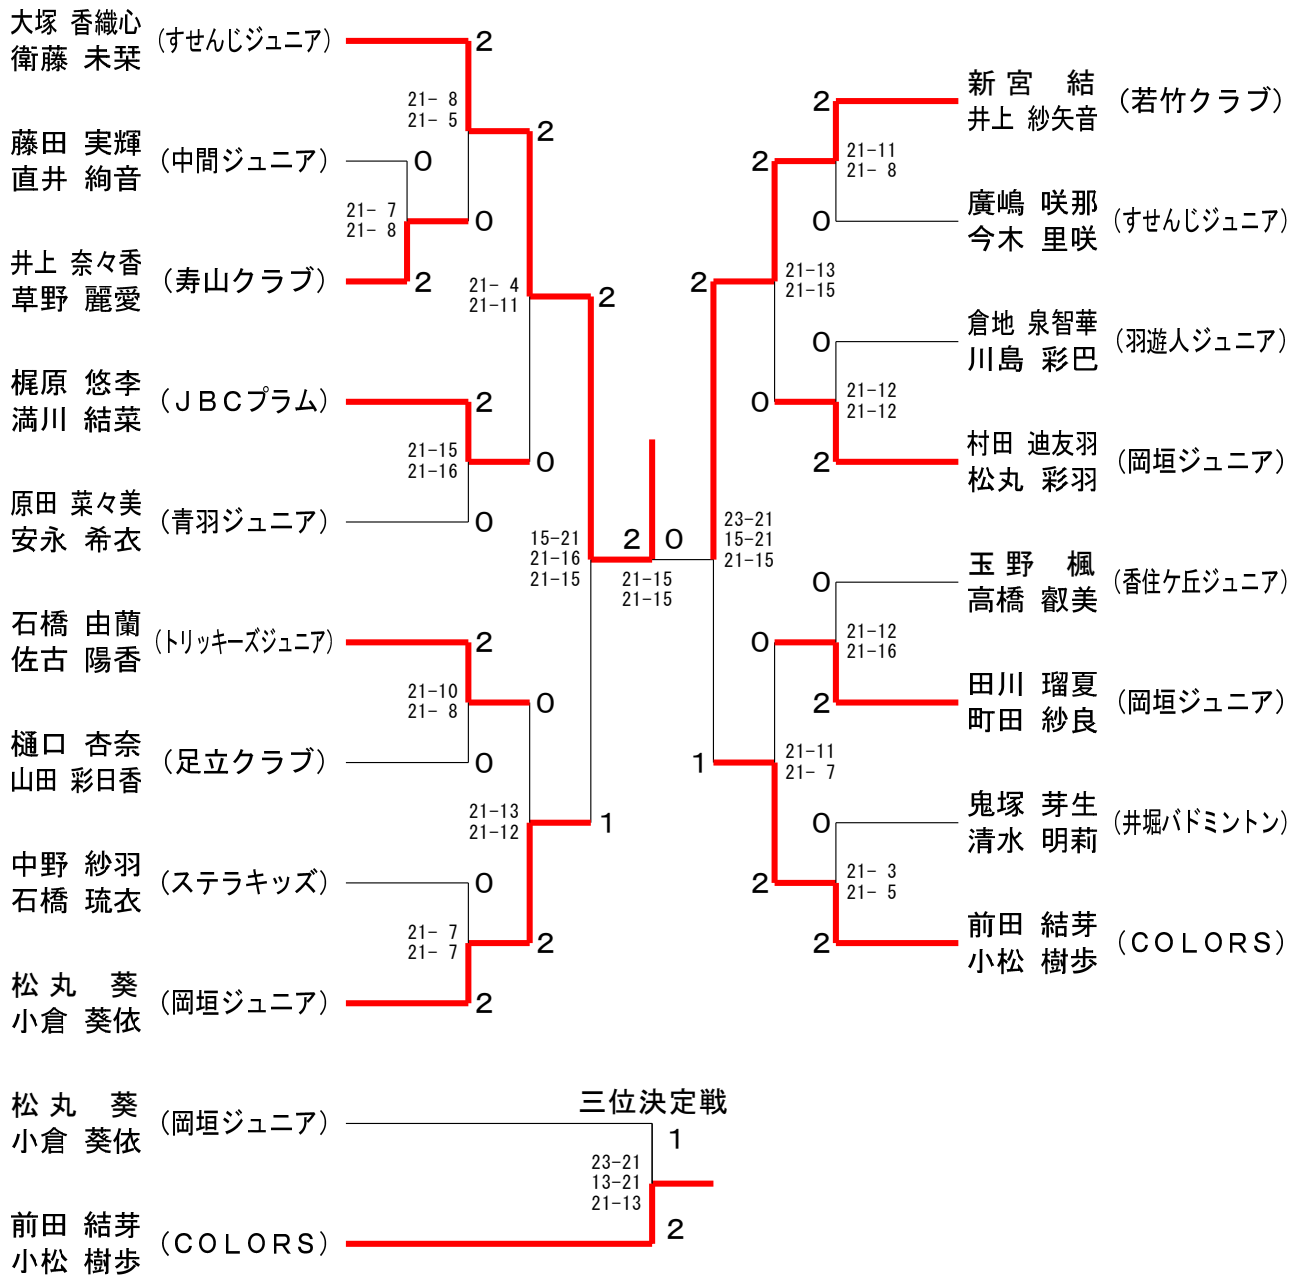 大塚 香織心
衛藤 未栞
(すせんじジュニア)
2
21- 8
21- 5
2
藤田 実輝
直井 絢音
(中間ジュニア)
0
21- 7
21- 8
0
井上 奈々香
草野 麗愛
(寿山クラブ)
2
21- 4
21-11
2
梶原 悠李
満川 結菜
(JBCプラム)
2
21-15
21-16
0
原田 菜々美
安永 希衣
(青羽ジュニア)
0
15-21
21-16
21-15
2
0
21-15
21-15
石橋 由蘭
佐古 陽香
(トリッキーズジュニア)
2
21-10
21- 8
0
樋口 杏奈
山田 彩日香
(足立クラブ)
0
21-13
21-12
1
中野 紗羽
石橋 琉衣
(ステラキッズ)
0
21- 7
21- 7
2
松丸 葵
小倉 葵依
(岡垣ジュニア)
2
新宮 結
井上 紗矢音
(若竹クラブ)
2
2
21-11
21- 8
廣嶋 咲那
今木 里咲
(すせんじジュニア)
0
2
21-13
21-15
倉地 泉智華
川島 彩巴
(羽遊人ジュニア)
0
0
21-12
21-12
村田 迪友羽
松丸 彩羽
(岡垣ジュニア)
2
23-21
15-21
21-15
玉野 楓
高橋 叡美
(香住ケ丘ジュニア)
0
0
21-12
21-16
田川 瑠夏
町田 紗良
(岡垣ジュニア)
2
1
21-11
21- 7
鬼塚 芽生
清水 明莉
(井堀バドミントン)
0
2
21- 3
21- 5
前田 結芽
小松 樹歩
(COLORS)
2
三位決定戦
松丸 葵
小倉 葵依
(岡垣ジュニア)
1
23-21
13-21
21-13
前田 結芽
小松 樹歩
(COLORS)
2